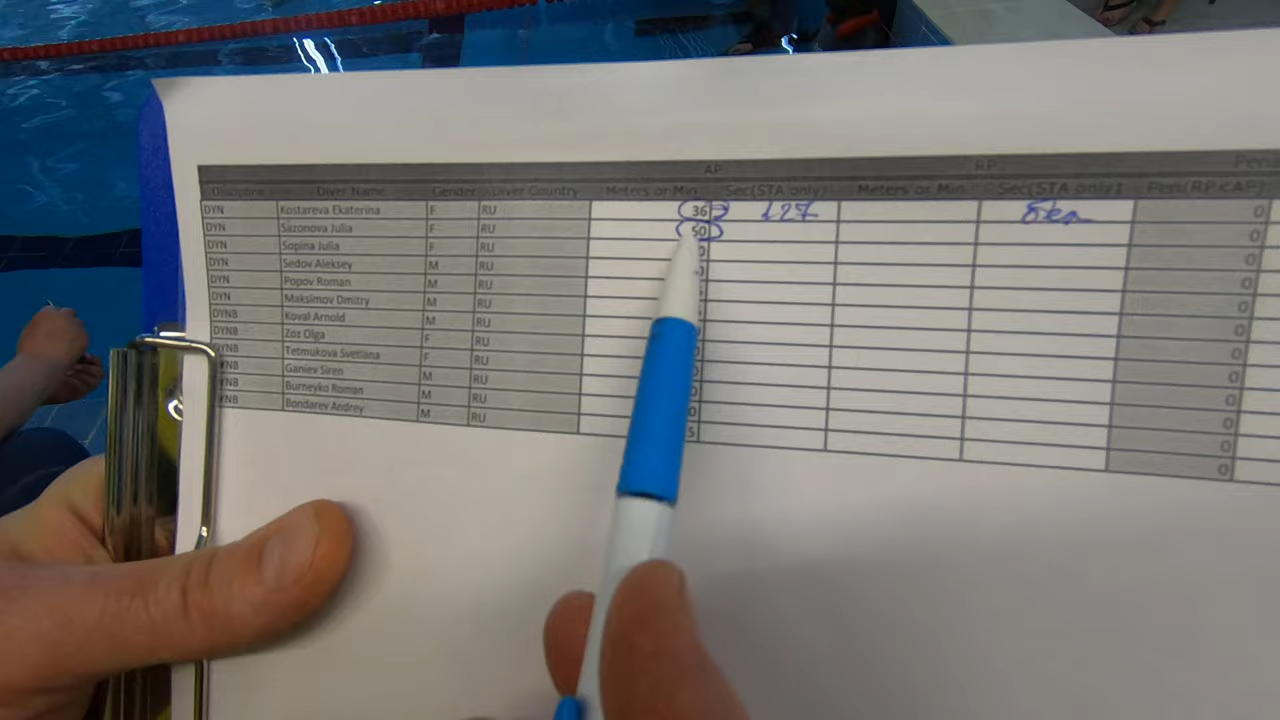 AP RP
Discipline Diver Name Gender Diver Country Meters or Min Sec(STA only) Meters or Min Sec(STA only) Pen(RP<AP)
DYN Kostareva Ekaterina F RU 36 127 0
DYN Sazonova Julia F RU 50 0
DYN Sopina Julia F RU 0
DYN Sedov Aleksey M RU 0
DYN Popov Roman M RU 0
DYN Maksimov Dmitry M RU 0
DYNB Koval Arnold M RU 0
DYNB Zoz Olga F RU 0
DYNB Tetmukova Svetlana F RU 0
DYNB Ganiev Siren M RU 0
DYNB Burneyko Roman M RU 0
DYNB Bondarev Andrey M RU 5 0